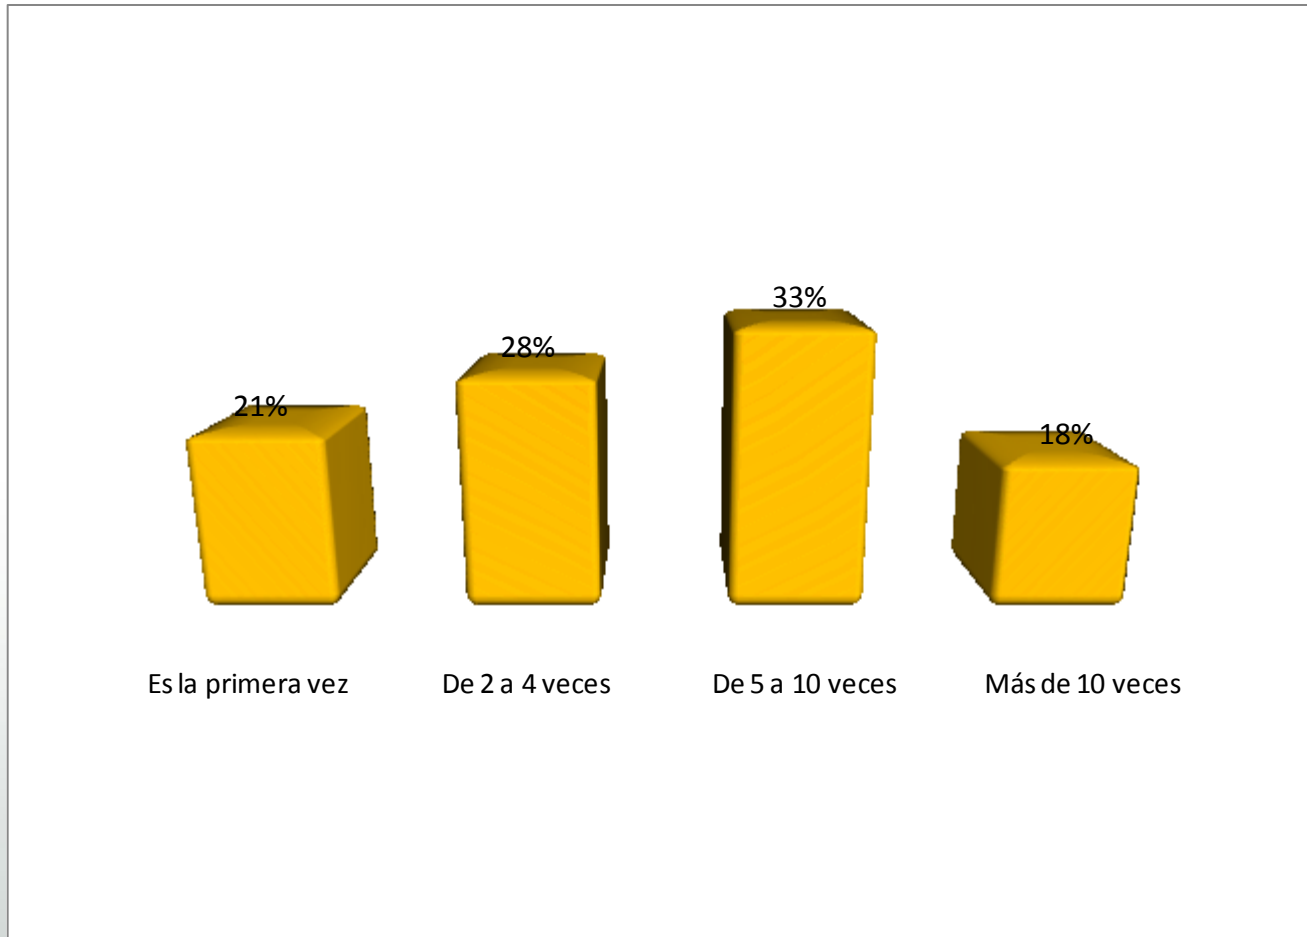 33%
28%
21%
18%
Es la primera vez
De 2 a 4 veces
De 5 a 10 veces
Más de 10 veces